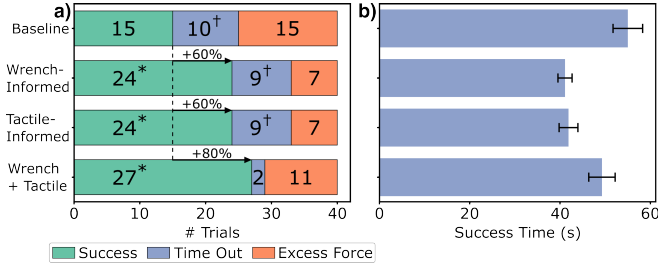 a)
Baseline 15 10† 15
+60%
Wrench-
Informed 24* 9† 7
+60%
Tactile-
Informed 24* 9† 7
+80%
Wrench
+ Tactile 27* 2 11
0 10 20 30 40
# Trials
Success Time Out Excess Force
b)
0 20 40 60
Success Time (s)